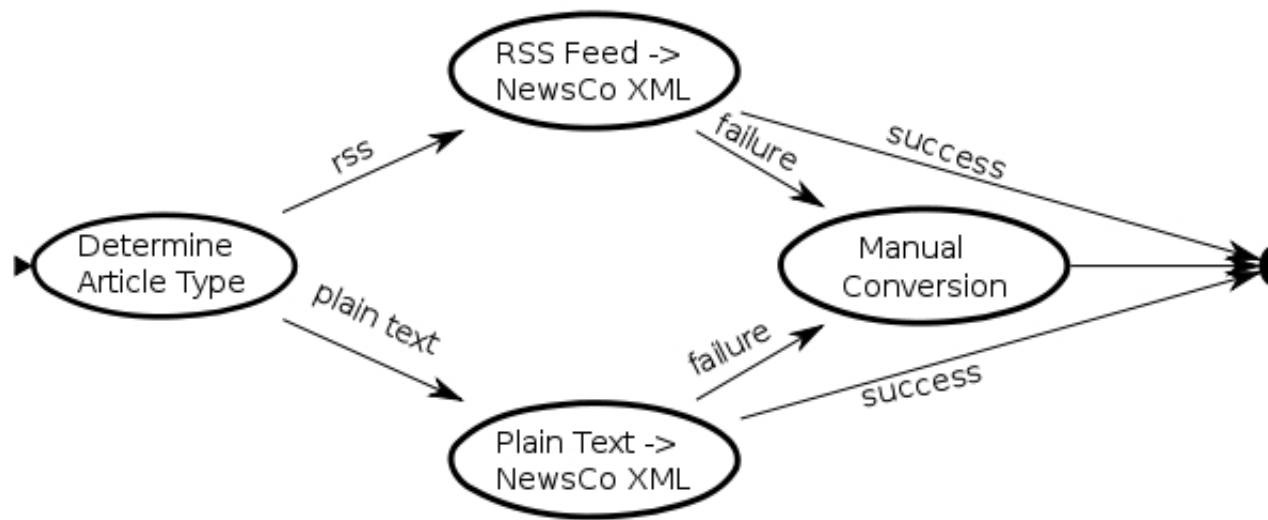 RSS Feed ->
NewsCo XML
failure
success
rss
Determine
Article Type
Manual
Conversion
plain text
failure
success
Plain Text ->
NewsCo XML